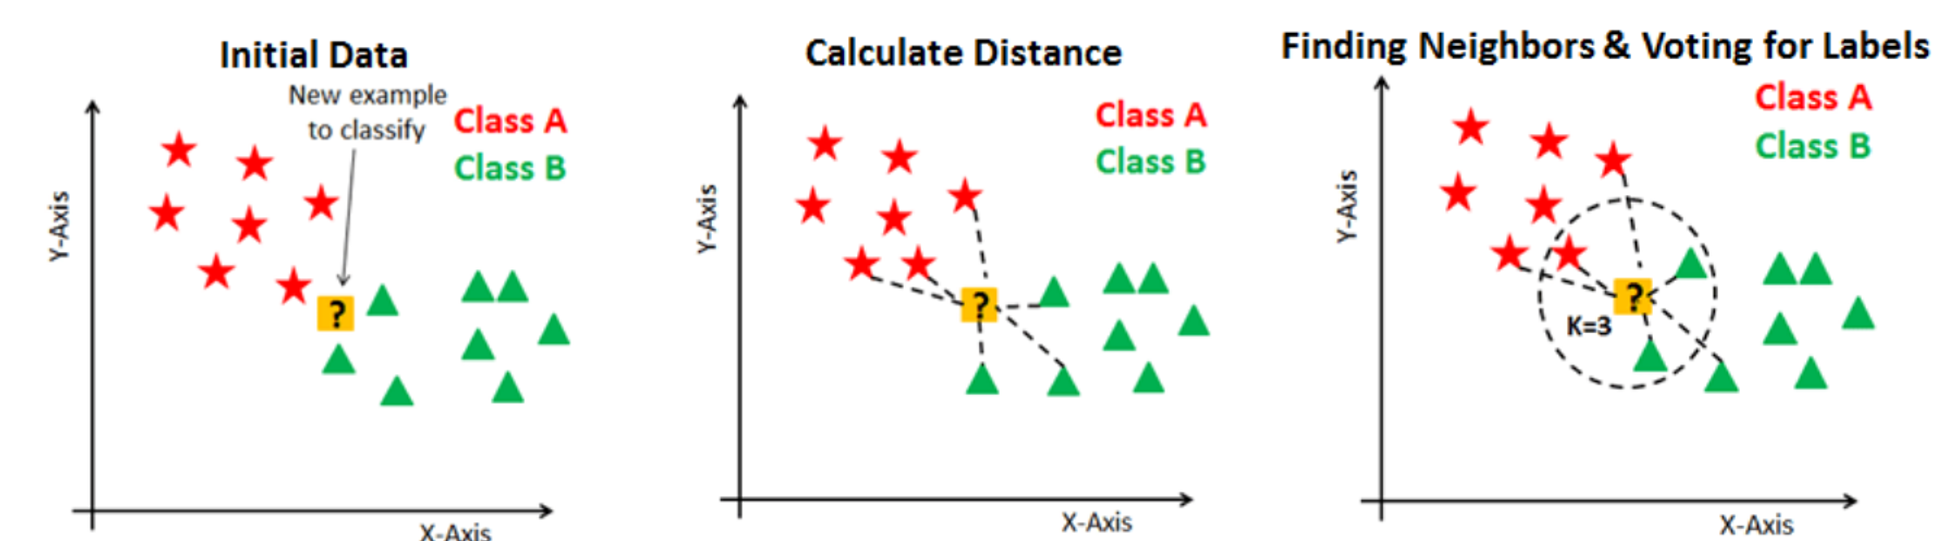 Initial Data
New example
to classify
Class A
Class B
Y-Axis
?
X-Axis
Calculate Distance
Class A
Class B
Y-Axis
?
X-Axis
Finding Neighbors & Voting for Labels
Class A
Class B
Y-Axis
?
K=3
X-Axis